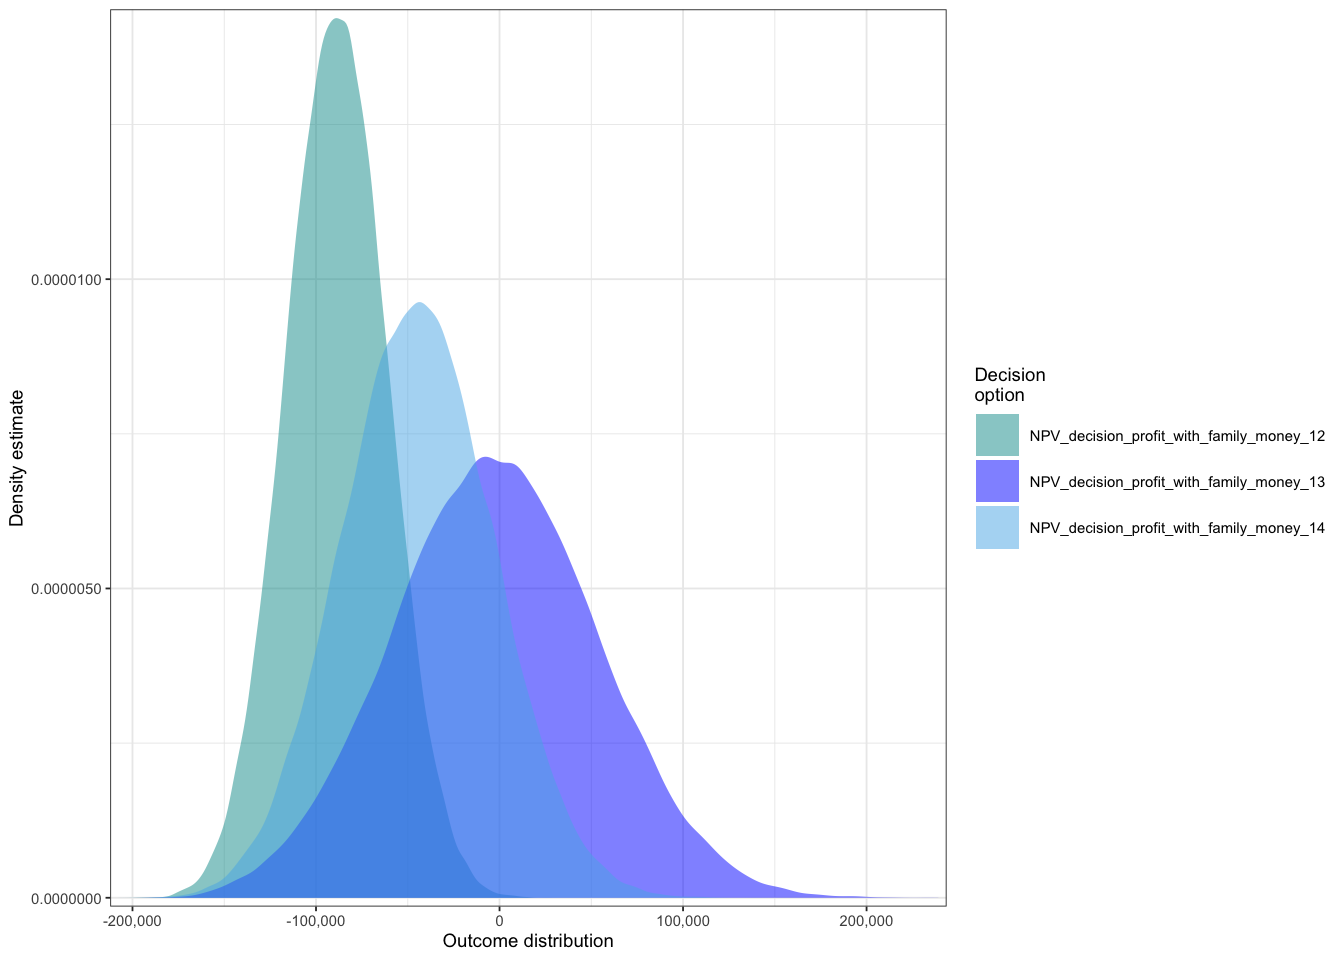 Density estimate
0.0000100
0.0000050
0.0000000
-200,000
-100,000
0
100,000
200,000
Outcome distribution
Decision
option
NPV_decision_profit_with_family_money_12
NPV_decision_profit_with_family_money_13
NPV_decision_profit_with_family_money_14